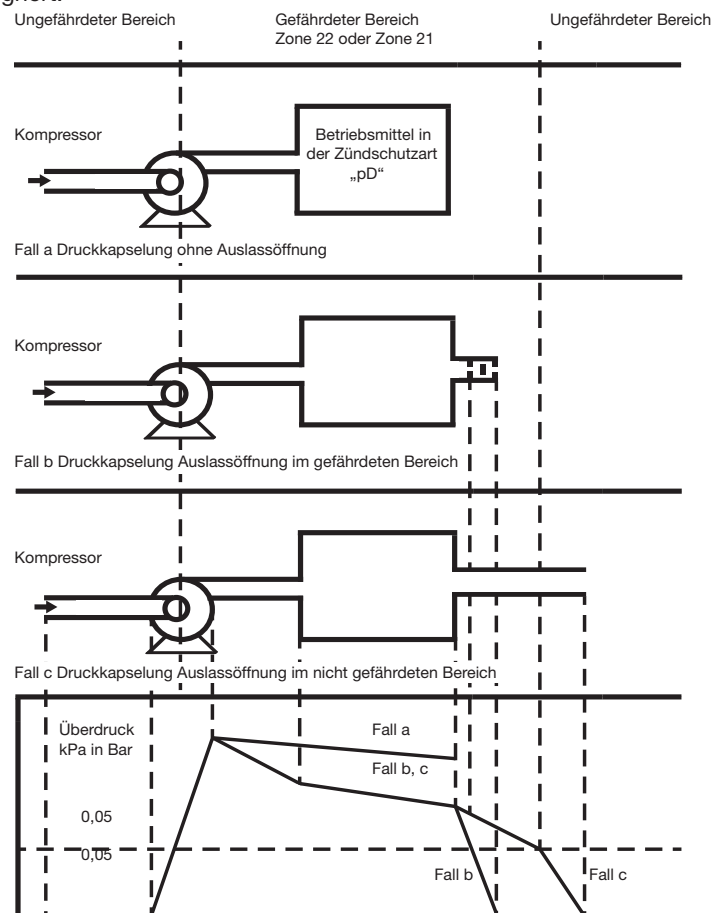 Ungefährdeter Bereich
Gefährdeter Bereich
Zone 22 oder Zone 21
Ungefährdeter Bereich
Kompressor
Betriebsmittel in
der Zündschutzart
„pD“
Fall a Druckkapselung ohne Auslassöffnung
Kompressor
Fall b Druckkapselung Auslassöffnung im gefährdeten Bereich
Kompressor
Fall c Druckkapselung Auslassöffnung im nicht gefährdeten Bereich
Überdruck
kPa in Bar
Fall a
Fall b, c
0,05
0,05
Fall b
Fall c